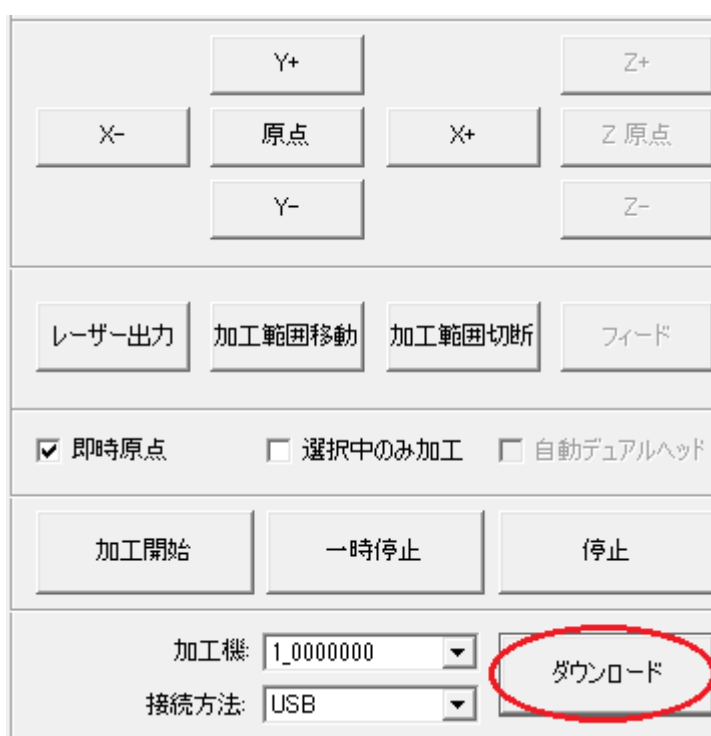 Y+ Z+
X- 原点 X+ Z 原点
Y- Z-
レーザー出力 加工範囲移動 加工範囲切断 フィード
即時原点 選択中のみ加工 自動デュアルヘッド
加工開始 一時停止 停止
加工機: 1_0000000 ダウンロード
接続方法: USB